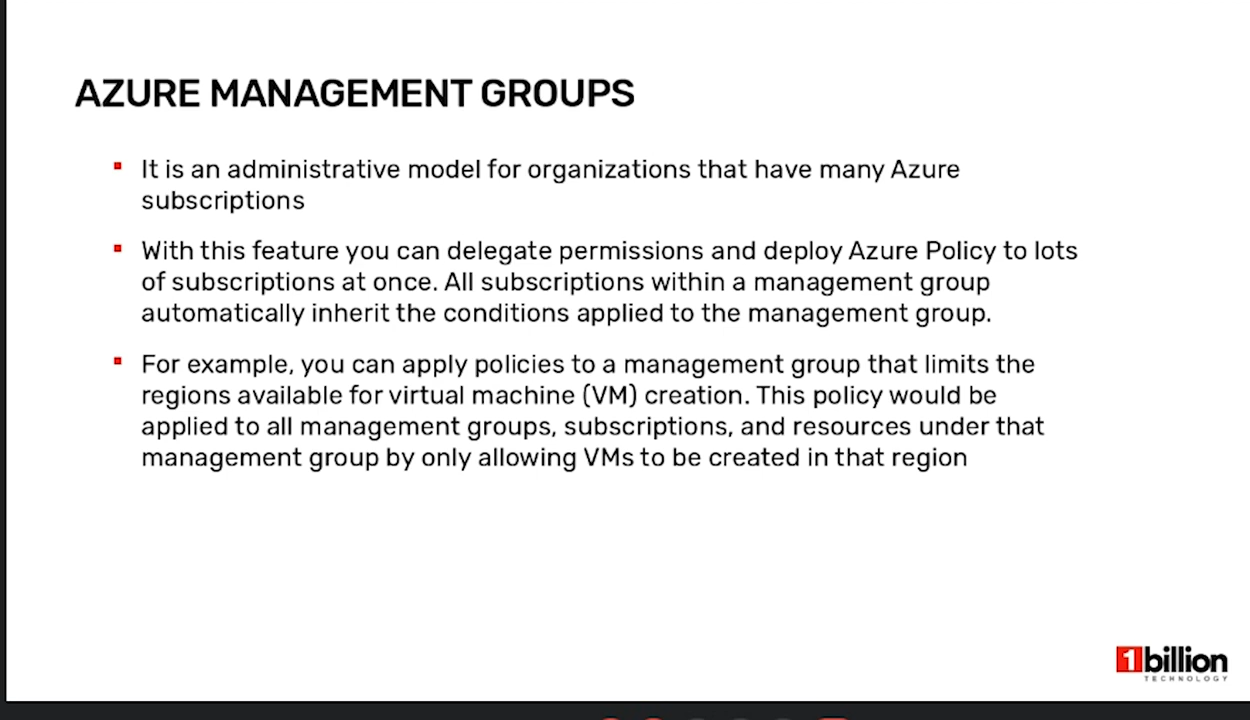 AZURE MANAGEMENT GROUPS
It is an administrative model for organizations that have many Azure
subscriptions
With this feature you can delegate permissions and deploy Azure Policy to lots
of subscriptions at once. All subscriptions within a management group
automatically inherit the conditions applied to the management group.
For example, you can apply policies to a management group that limits the
regions available for virtual machine (VM) creation. This policy would be
applied to all management groups, subscriptions, and resources under that
management group by only allowing VMs to be created in that region
1billion
TECHNOLOGY